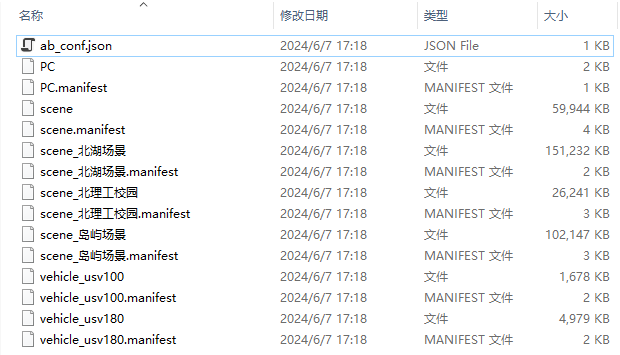 名称 修改日期 类型 大小
ab_conf.json 2024/6/7 17:18 JSON File 1 KB
PC 2024/6/7 17:18 文件 2 KB
PC.manifest 2024/6/7 17:18 MANIFEST 文件 1 KB
scene 2024/6/7 17:18 文件 59,944 KB
scene.manifest 2024/6/7 17:18 MANIFEST 文件 4 KB
scene_北湖场景 2024/6/7 17:18 文件 151,232 KB
scene_北湖场景.manifest 2024/6/7 17:18 MANIFEST 文件 2 KB
scene_北理工校园 2024/6/7 17:18 文件 26,241 KB
scene_北理工校园.manifest 2024/6/7 17:18 MANIFEST 文件 3 KB
scene_岛屿场景 2024/6/7 17:18 文件 102,147 KB
scene_岛屿场景.manifest 2024/6/7 17:18 MANIFEST 文件 3 KB
vehicle_usv100 2024/6/7 17:18 文件 1,678 KB
vehicle_usv100.manifest 2024/6/7 17:18 MANIFEST 文件 2 KB
vehicle_usv180 2024/6/7 17:18 文件 4,979 KB
vehicle_usv180.manifest 2024/6/7 17:18 MANIFEST 文件 2 KB